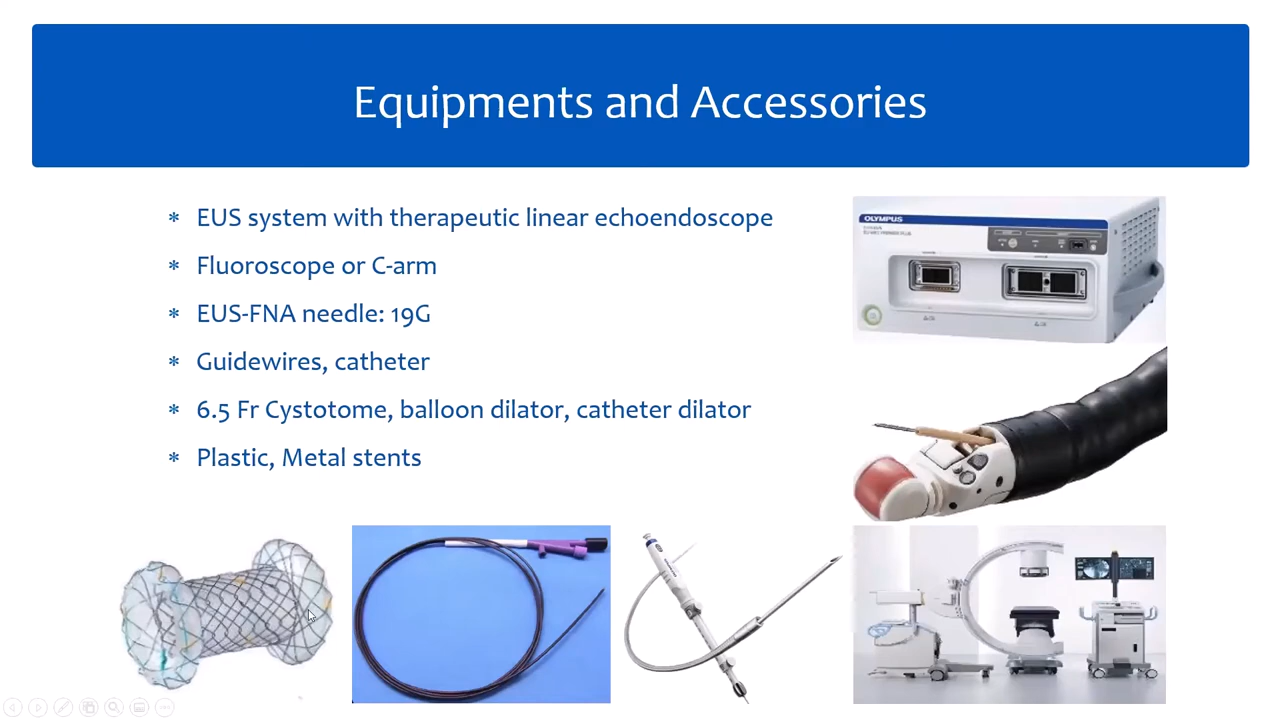 Equipments and Accessories
* EUS system with therapeutic linear echoendoscope
* Fluoroscope or C-arm
* EUS-FNA needle: 19G
* Guidewires, catheter
* 6.5 Fr Cystotome, balloon dilator, catheter dilator
* Plastic, Metal stents
OLYMPUS